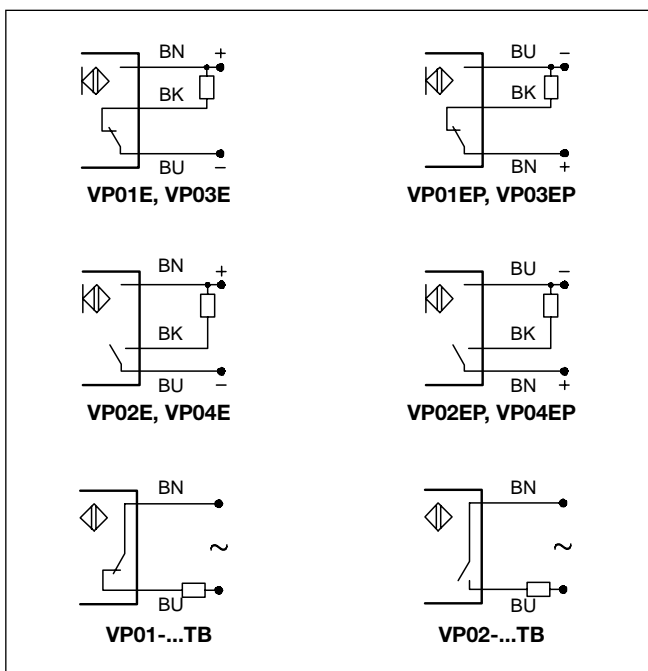 BN +
BK
BU −
VP01E, VP03E
BU −
BK
BN +
VP01EP, VP03EP
BN +
BK
BU −
VP02E, VP04E
BU −
BK
BN +
VP02EP, VP04EP
BN
~
BU
VP01-...TB
BN
~
BU
VP02-...TB